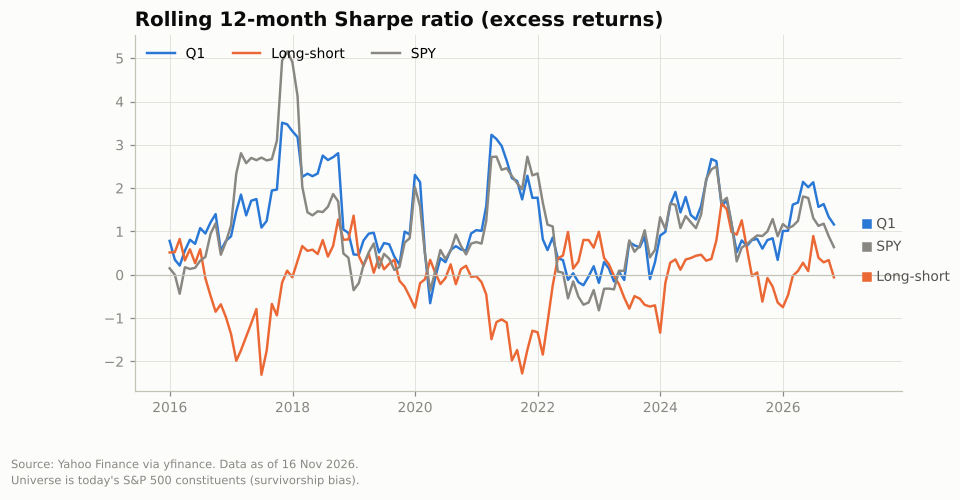 Rolling 12-month Sharpe ratio (excess returns)
Q1 Long-short SPY
5
4
3
2
1
0
−1
−2
Q1
SPY
Long-short
2016 2018 2020 2022 2024 2026
Source: Yahoo Finance via yfinance. Data as of 16 Nov 2026.
Universe is today's S&P 500 constituents (survivorship bias).